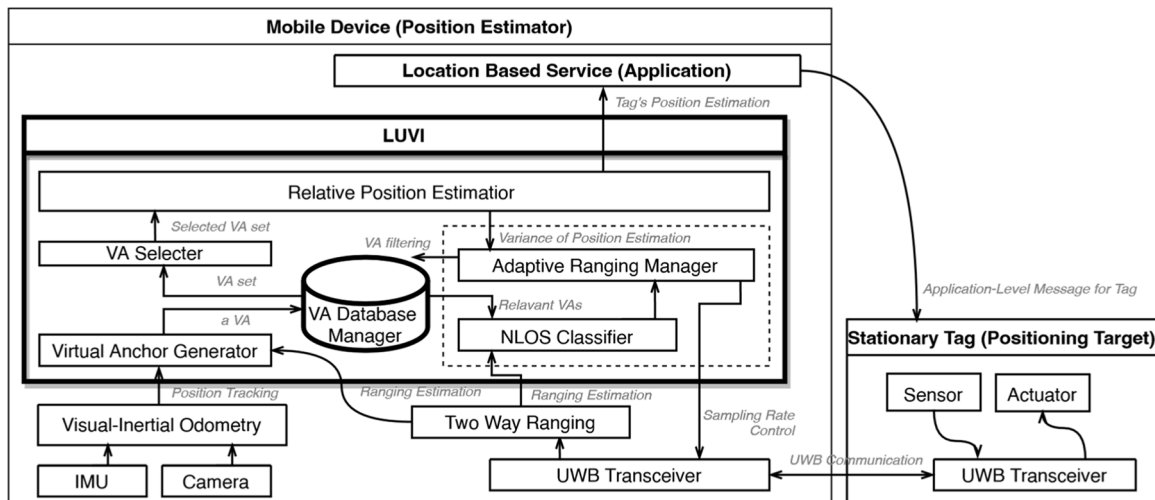 Mobile Device (Position Estimator)
Location Based Service (Application)
Tag's Position Estimation
LUVI
Relative Position Estimatior
Selected VA set
VA filtering
Variance of Position Estimation
VA Selecter
Adaptive Ranging Manager
VA set
Relavant VAs
Application-Level Message for Tag
a VA
VA Database
Manager
NLOS Classifier
Virtual Anchor Generator
Stationary Tag (Positioning Target)
Position Tracking
Ranging Estimation
Ranging Estimation
Sensor
Actuator
Visual-Inertial Odometry
Two Way Ranging
Sampling Rate
Control
UWB Communication
IMU
Camera
UWB Transceiver
UWB Transceiver